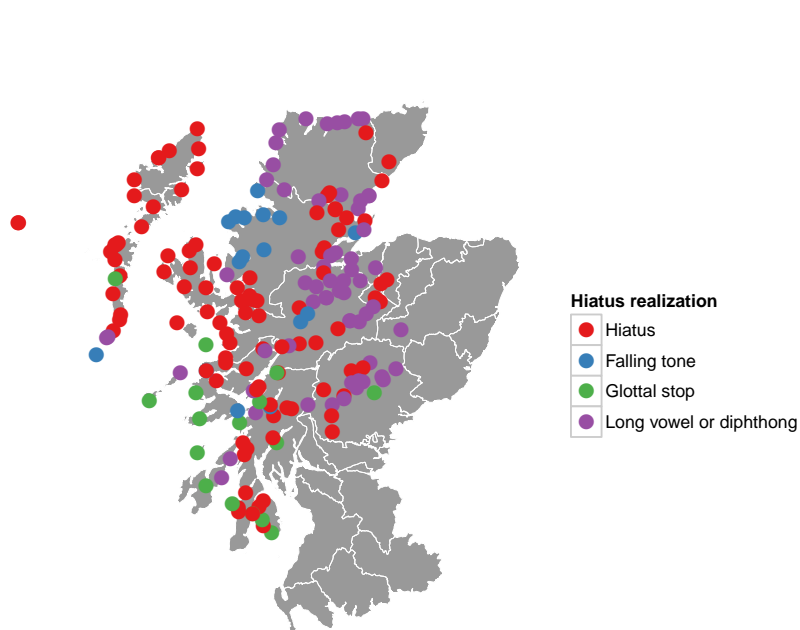 Hiatus realization
Hiatus
Falling tone
Glottal stop
Long vowel or diphthong